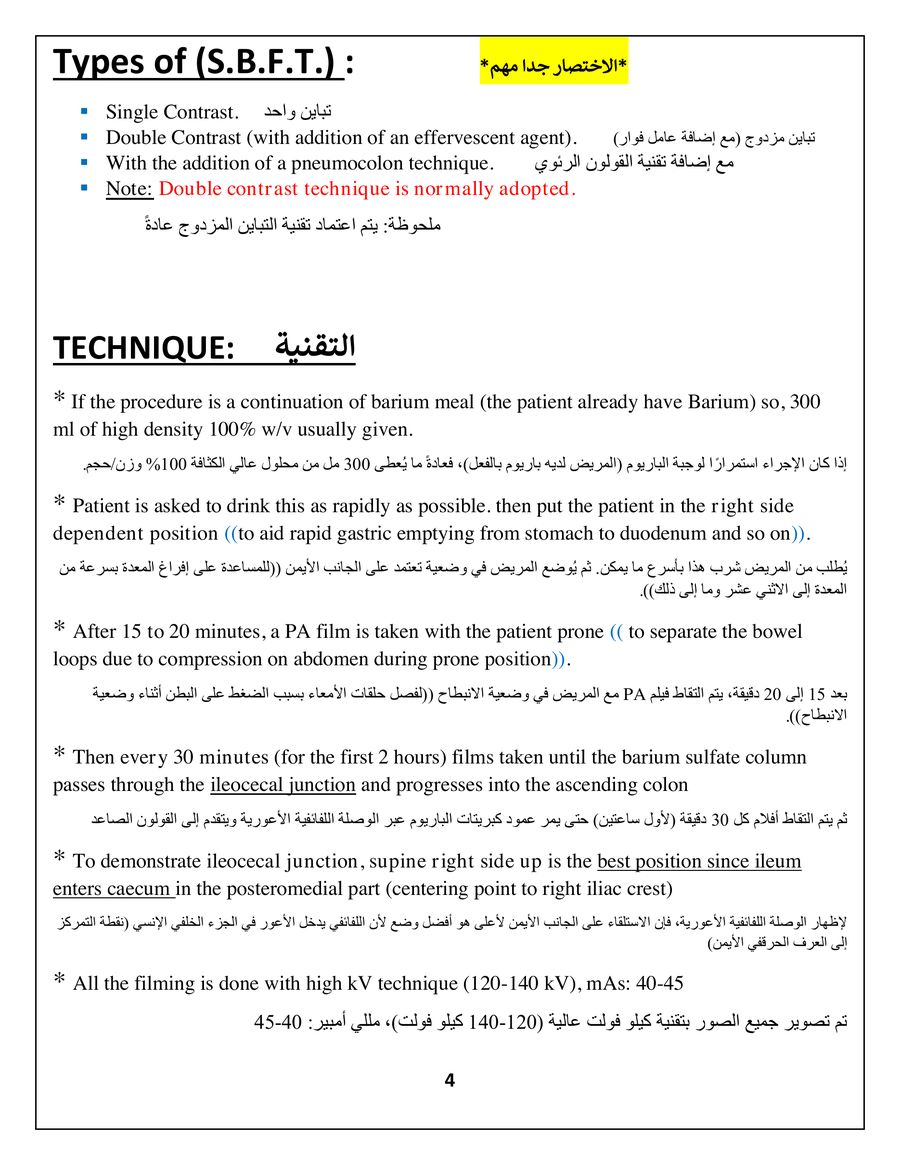 Types of (S.B.F.T.) : *الاختصار جدا مهم*
▪ Single Contrast. تباين واحد
▪ Double Contrast (with addition of an effervescent agent). تباين مزدوج (مع إضافة عامل فوار)
▪ With the addition of a pneumocolon technique. مع إضافة تقنية القولون الرئوي
▪ Note: Double contrast technique is normally adopted.
ملحوظة: يتم اعتماد تقنية التباين المزدوج عادةً
TECHNIQUE: التقنية
* If the procedure is a continuation of barium meal (the patient already have Barium) so, 300
ml of high density 100% w/v usually given.
إذا كان الإجراء استمرارًا لوجبة الباريوم (المريض لديه باريوم بالفعل)، فعادةً ما يُعطى 300 مل من محلول عالي الكثافة 100% وزن/حجم.
* Patient is asked to drink this as rapidly as possible. then put the patient in the right side
dependent position ((to aid rapid gastric emptying from stomach to duodenum and so on)).
يُطلب من المريض شرب هذا بأسرع ما يمكن. ثم يُوضع المريض في وضعية تعتمد على الجانب الأيمن ((للمساعدة على إفراغ المعدة بسرعة من
المعدة إلى الاثني عشر وما إلى ذلك)).
* After 15 to 20 minutes, a PA film is taken with the patient prone (( to separate the bowel
loops due to compression on abdomen during prone position)).
بعد 15 إلى 20 دقيقة، يتم التقاط فيلم PA مع المريض في وضعية الانبطاح ((لفصل حلقات الأمعاء بسبب الضغط على البطن أثناء وضعية
الانبطاح)).
* Then every 30 minutes (for the first 2 hours) films taken until the barium sulfate column
passes through the ileocecal junction and progresses into the ascending colon
ثم يتم التقاط أفلام كل 30 دقيقة (لأول ساعتين) حتى يمر عمود كبريتات الباريوم عبر الوصلة اللفائفية الأعورية ويتقدم إلى القولون الصاعد
* To demonstrate ileocecal junction, supine right side up is the best position since ileum
enters caecum in the posteromedial part (centering point to right iliac crest)
لإظهار الوصلة اللفائفية الأعورية، فإن الاستلقاء على الجانب الأيمن لأعلى هو أفضل وضع لأن اللفائفي يدخل الأعور في الجزء الخلفي الإنسي (نقطة التمركز
إلى العرف الحرقفي الأيمن)
* All the filming is done with high kV technique (120-140 kV), mAs: 40-45
تم تصوير جميع الصور بتقنية كيلو فولت عالية (120-140 كيلو فولت)، مللي أمبير: 40-45
4